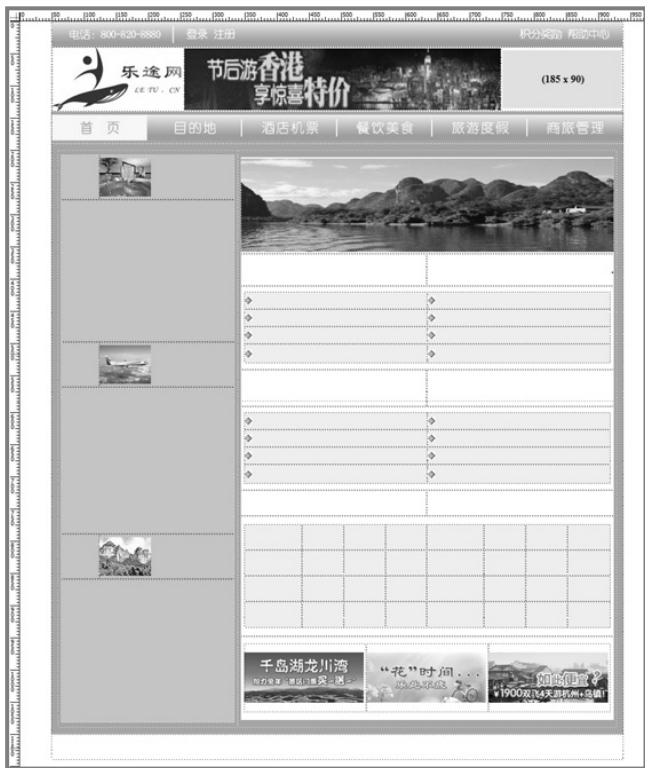 电话：800-820-8880 登录 注册 积分奖励 帮助中心
乐途网
LE TU . CN
节后游香港
享惊喜特价
(185 x 90)
首 页 目的地 酒店机票 餐饮美食 旅游度假 商旅管理
千岛湖龙川湾
"花"时间...
如此便宜？
¥1900双飞4天游杭州+乌镇!